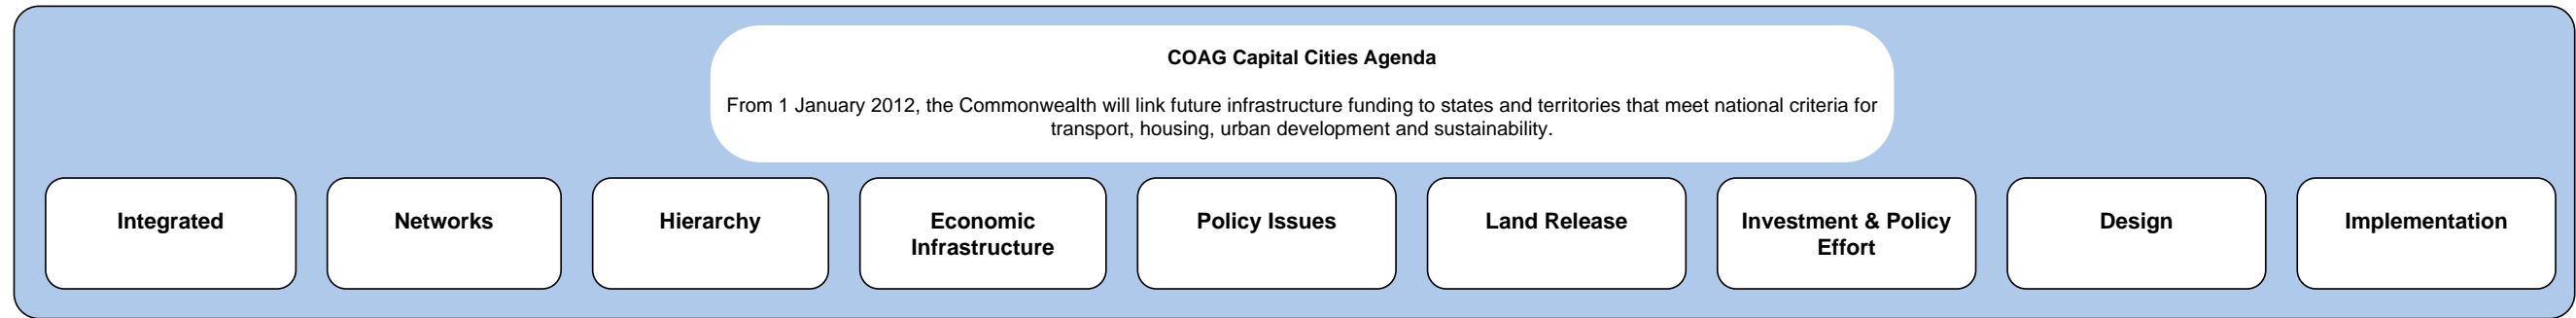 COAG Capital Cities Agenda
From 1 January 2012, the Commonwealth will link future infrastructure funding to states and territories that meet national criteria for
transport, housing, urban development and sustainability.
Integrated
Networks
Hierarchy
Economic
Infrastructure
Policy Issues
Land Release
Investment & Policy
Effort
Design
Implementation